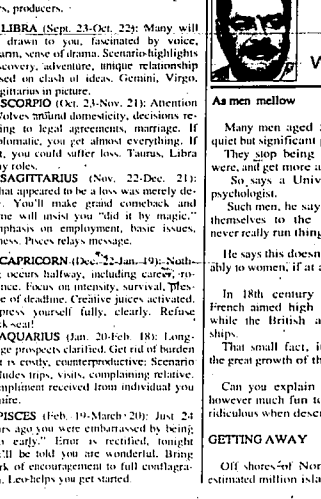 s, producers.
LIBRA (Sept. 23-Oct. 22): Many will
drawn to you, fascinated by voice,
arm, sense of drama. Scenario highlights
scovery, adventure, unique relationship
sed on clash of ideas. Gemini, Virgo,
gittarius in picture.
SCORPIO (Oct. 23-Nov. 21): Attention
volves around domesticity, decisions re-
ing to legal agreements, marriage. If
plomatic, you get almost everything. If
t, you could suffer loss. Taurus, Libra
y roles.
SAGITTARIUS (Nov. 22-Dec. 21):
hat appeared to be a loss was merely de-
. You'll make grand comeback and
me will insist you "did it by magic."
mphasis on employment, basic issues,
ness. Pisces relays message.
CAPRICORN (Dec. 22-Jan. 19): Noth-
occurs halfway, including career, ro-
nce. Focus on intensity, survival, pres-
e of deadline. Creative juices activated.
press yourself fully, clearly. Refuse
ck seat!
AQUARIUS (Jan. 20-Feb. 18): Long-
ge prospects clarified. Get rid of burden
t is costly, counterproductive. Scenario
ludes trips, visits, complaining relative.
mpliment received from individual you
mire.
PISCES (Feb. 19-March 20): Just 24
rs ago you were embarrassed by being
early." Error is rectified, tonight
'll be told you are wonderful. Bring
rk of encouragement to full conflagra-
. Leo helps you get started.
V
As men mellow
Many men aged
quiet but significant
They stop being
were, and get more a
So says a Univ
psychologist.
Such men, he say
themselves to the
never really run thing
He says this doesn
ably to women, if at a
In 18th century
French aimed high
while the British a
ships.
That small fact, i
the great growth of th
Can you explain
however much fun to
ridiculous when descr
GETTING AWAY
Off shores of Nor
estimated million isla